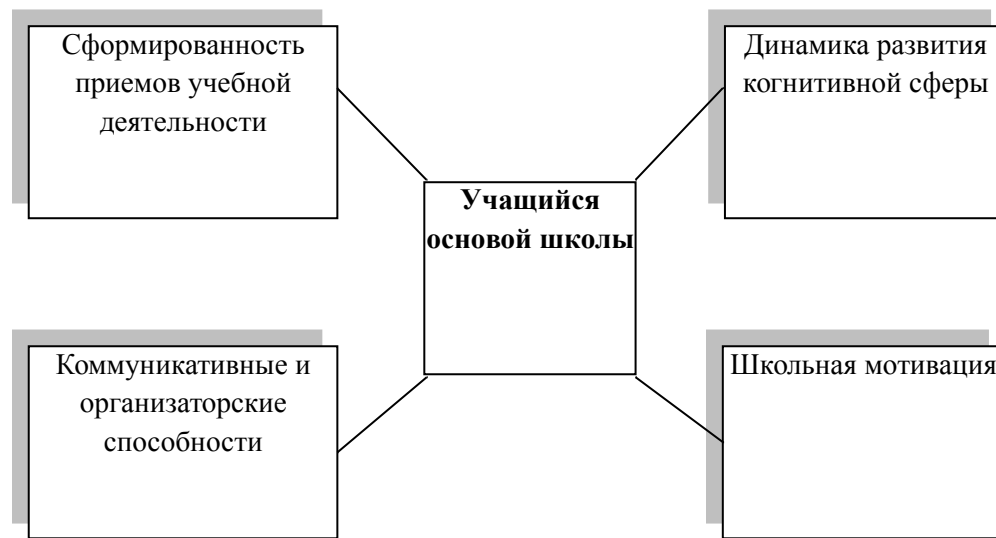 Сформированность
приемов учебной
деятельности
Динамика развития
когнитивной сферы
Учащийся
основой школы
Коммуникативные и
организаторские
способности
Школьная мотивация